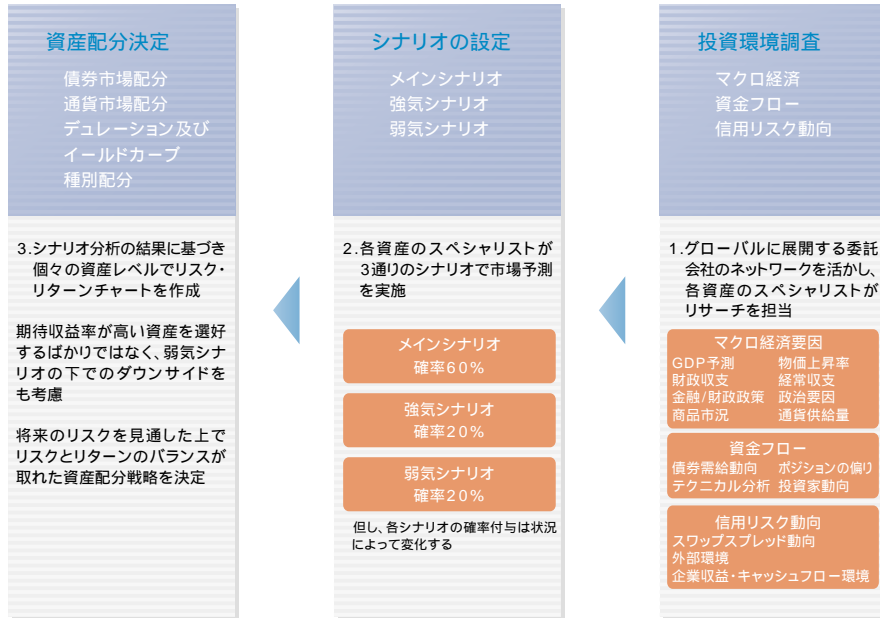 資産配分決定
債券市場配分
通貨市場配分
デュレーション及び
イールドカーブ
種別配分
3.シナリオ分析の結果に基づき
個々の資産レベルでリスク・
リターンチャートを作成
期待収益率が高い資産を選好
するばかりではなく、弱気シナ
リオの下でのダウンサイドを
も考慮
将来のリスクを見通した上で
リスクとリターンのバランスが
取れた資産配分戦略を決定
シナリオの設定
メインシナリオ
強気シナリオ
弱気シナリオ
2.各資産のスペシャリストが
3通りのシナリオで市場予測
を実施
メインシナリオ
確率60%
強気シナリオ
確率20%
弱気シナリオ
確率20%
但し、各シナリオの確率付与は状況
によって変化する
投資環境調査
マクロ経済
資金フロー
信用リスク動向
1.グローバルに展開する委託
会社のネットワークを活かし、
各資産のスペシャリストが
リサーチを担当
マクロ経済要因
GDP予測 物価上昇率
財政収支 経常収支
金融/財政政策 政治要因
商品市況 通貨供給量
資金フロー
債券需給動向 ポジションの偏り
テクニカル分析 投資家動向
信用リスク動向
スワップスプレッド動向
外部環境
企業収益・キャッシュフロー環境